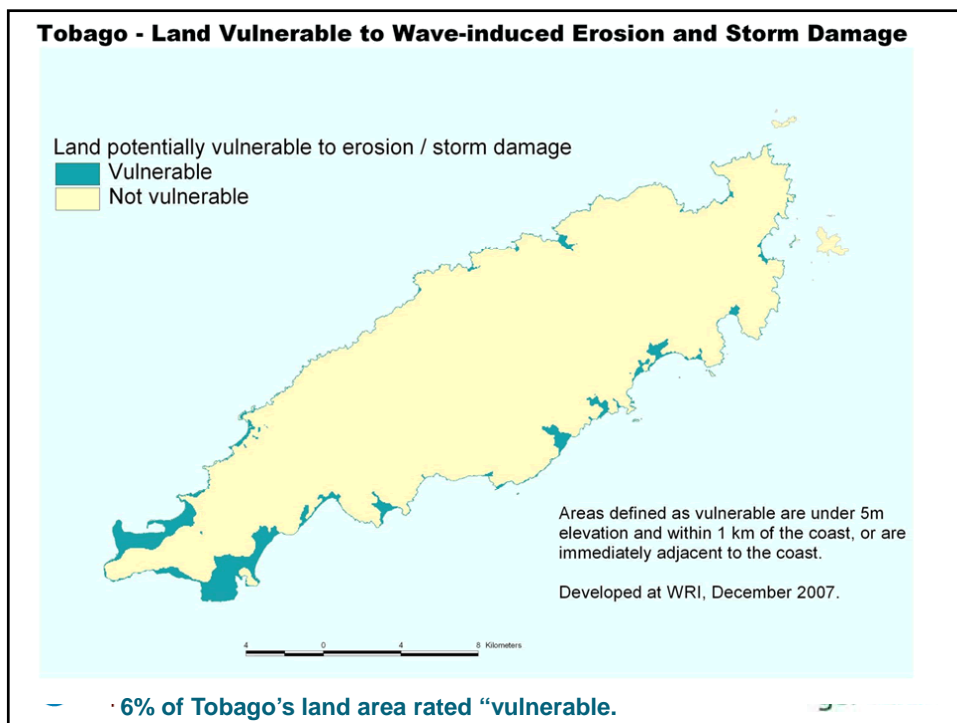 Tobago - Land Vulnerable to Wave-induced Erosion and Storm Damage
Land potentially vulnerable to erosion / storm damage
Vulnerable
Not vulnerable
Areas defined as vulnerable are under 5m
elevation and within 1 km of the coast, or are
immediately adjacent to the coast.
Developed at WRI, December 2007.
4 0 4 8 Kilometers
· 6% of Tobago's land area rated “vulnerable.